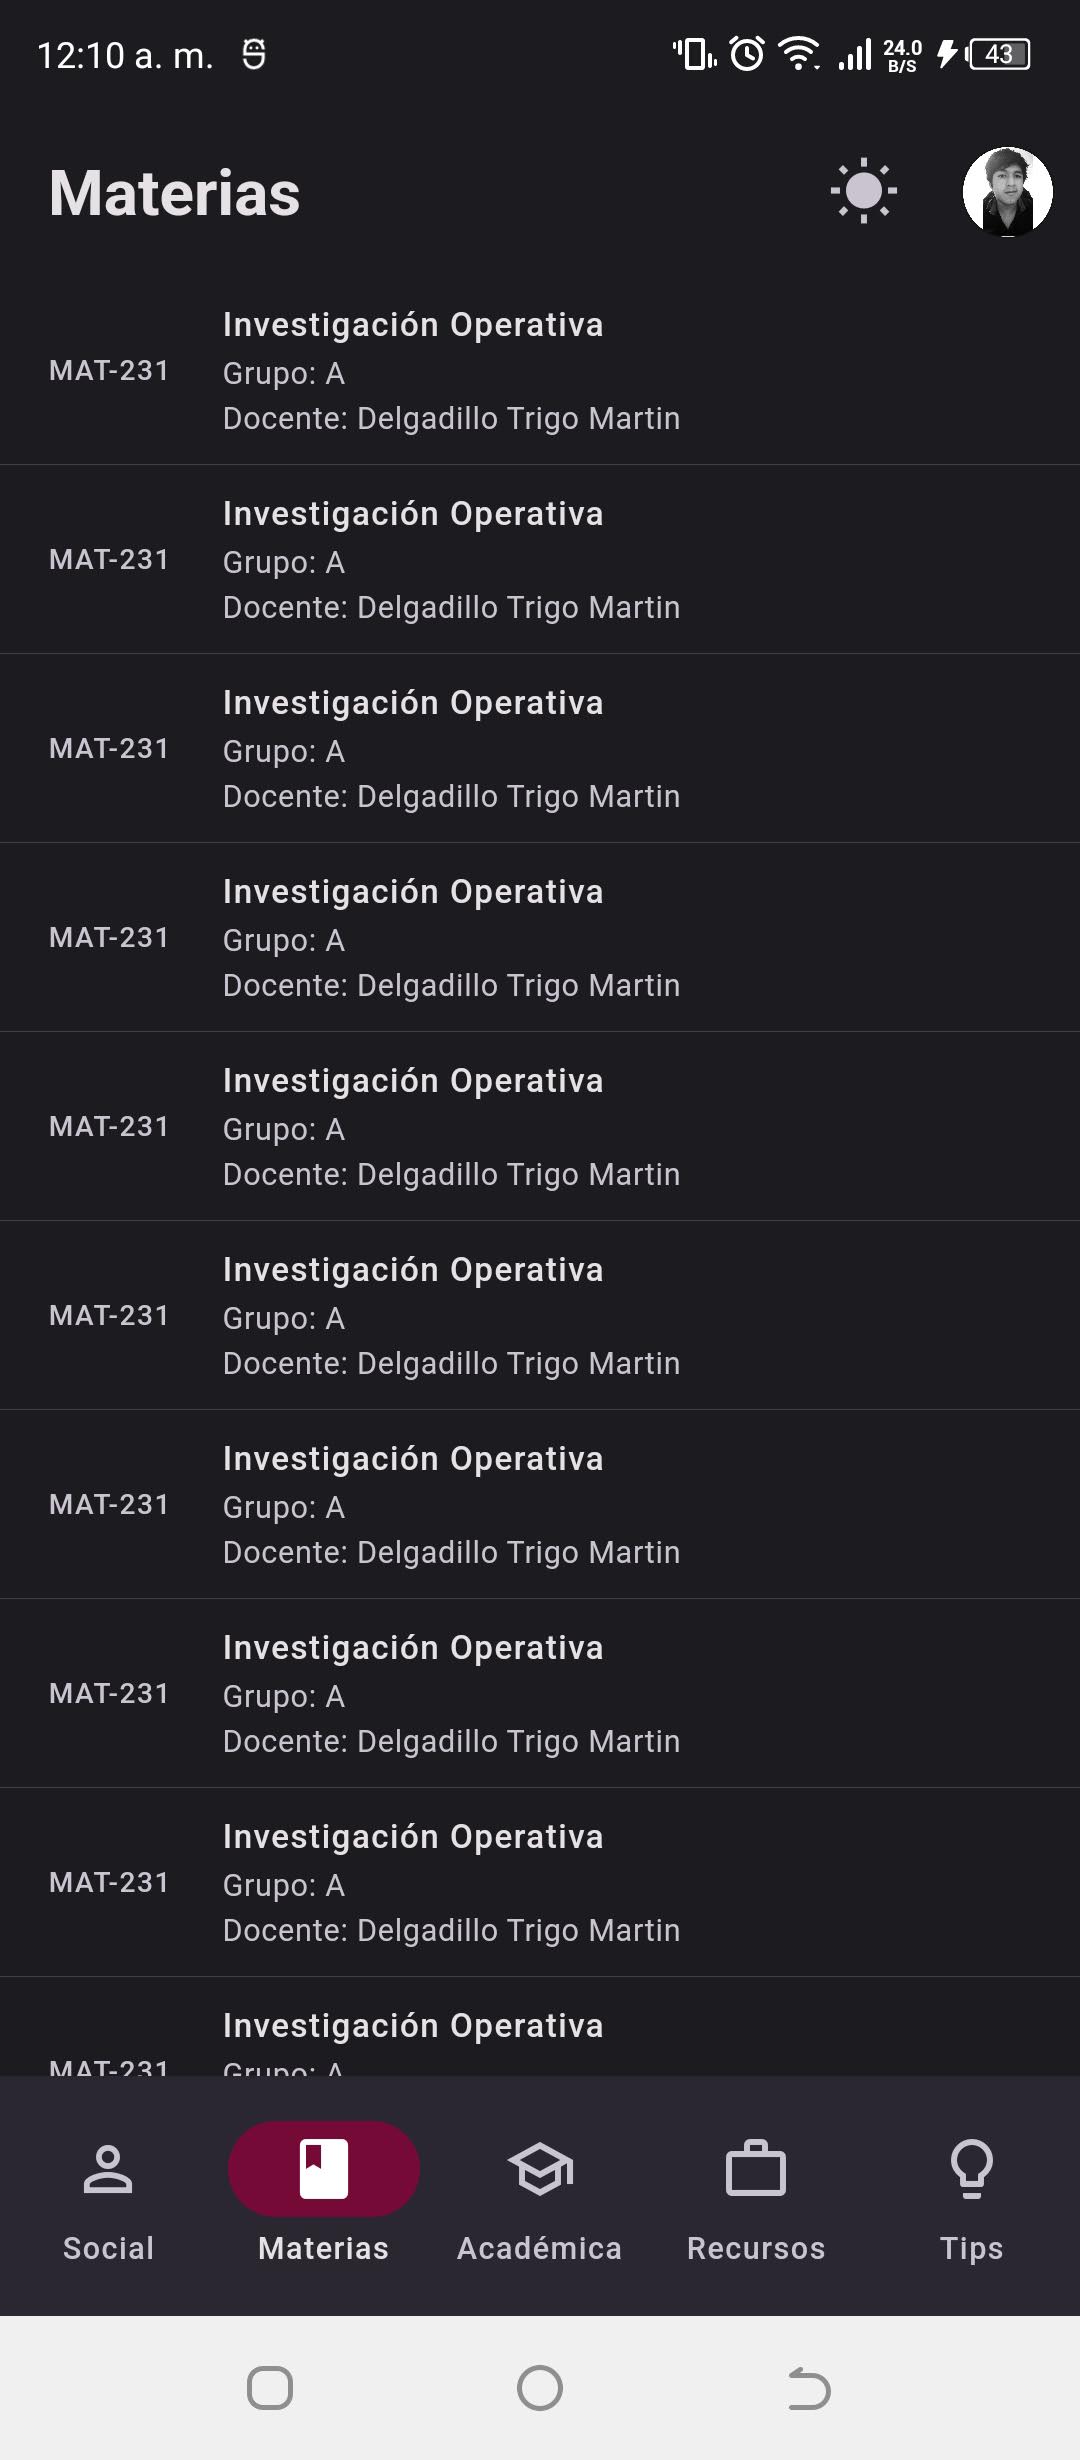 12:10 a. m.
24.0
B/S
43
Materias
Investigación Operativa
MAT-231
Grupo: A
Docente: Delgadillo Trigo Martin
Investigación Operativa
MAT-231
Grupo: A
Docente: Delgadillo Trigo Martin
Investigación Operativa
MAT-231
Grupo: A
Docente: Delgadillo Trigo Martin
Investigación Operativa
MAT-231
Grupo: A
Docente: Delgadillo Trigo Martin
Investigación Operativa
MAT-231
Grupo: A
Docente: Delgadillo Trigo Martin
Investigación Operativa
MAT-231
Grupo: A
Docente: Delgadillo Trigo Martin
Investigación Operativa
MAT-231
Grupo: A
Docente: Delgadillo Trigo Martin
Investigación Operativa
MAT-231
Grupo: A
Docente: Delgadillo Trigo Martin
Investigación Operativa
MAT-231
Grupo: A
Docente: Delgadillo Trigo Martin
Investigación Operativa
MAT-231
Grupo: A
Social
Materias
Académica
Recursos
Tips